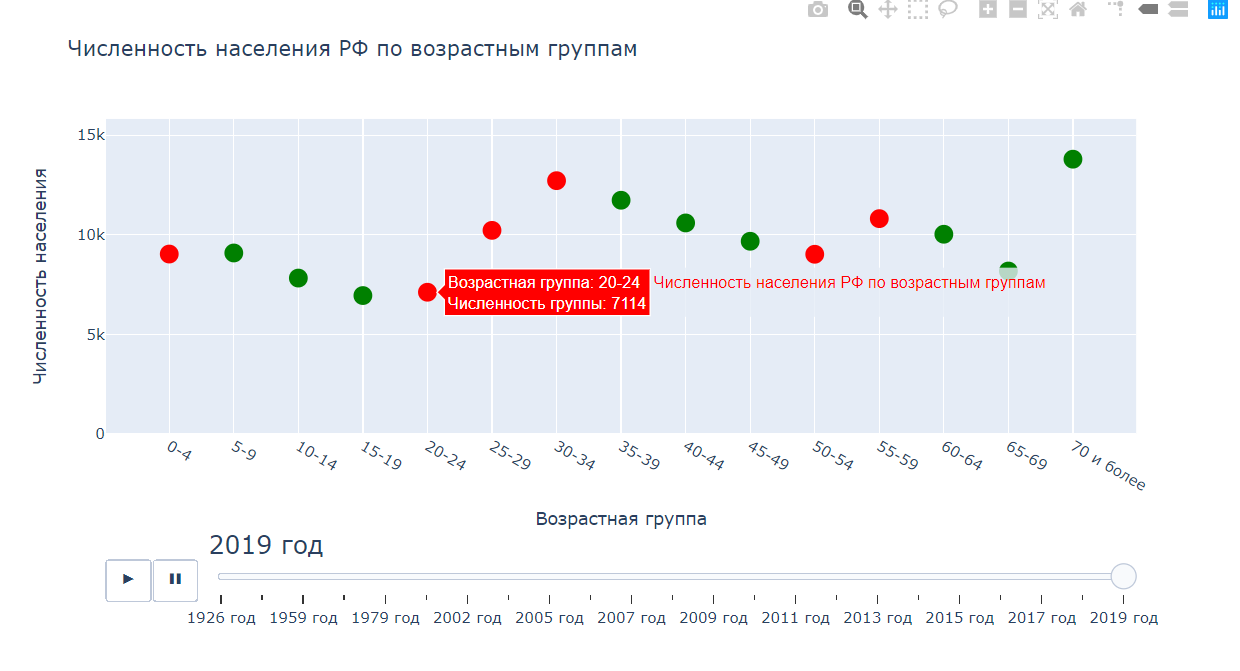 Численность населения РФ по возрастным группам
Численность населения
15k
10k
5k
0
Возрастная группа: 20-24
Численность группы: 7114
Численность населения РФ по возрастным группам
0-4
5-9
10-14
15-19
20-24
25-29
30-34
35-39
40-44
45-49
50-54
55-59
60-64
65-69
70 и более
Возрастная группа
2019 год
1926 год
1959 год
1979 год
2002 год
2005 год
2007 год
2009 год
2011 год
2013 год
2015 год
2017 год
2019 год